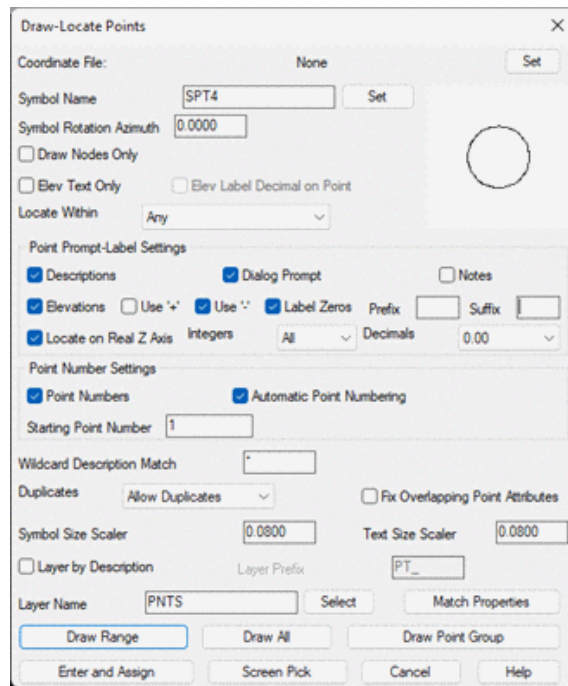 Draw-Locate Points
Coordinate File: None Set
Symbol Name SPT4 Set
Symbol Rotation Azimuth 0.0000
Draw Nodes Only
Elev Text Only Elev Label Decimal on Point
Locate Within Any
Point Prompt-Label Settings
Descriptions Dialog Prompt Notes
Elevations Use '+' Use '-' Label Zeros Prefix Suffix
Locate on Real Z Axis Integers All Decimals 0.00
Point Number Settings
Point Numbers Automatic Point Numbering
Starting Point Number 1
Wildcard Description Match *
Duplicates Allow Duplicates Fix Overlapping Point Attributes
Symbol Size Scaler 0.0800 Text Size Scaler 0.0800
Layer by Description Layer Prefix PT_
Layer Name PNTS Select Match Properties
Draw Range Draw All Draw Point Group
Enter and Assign Screen Pick Cancel Help